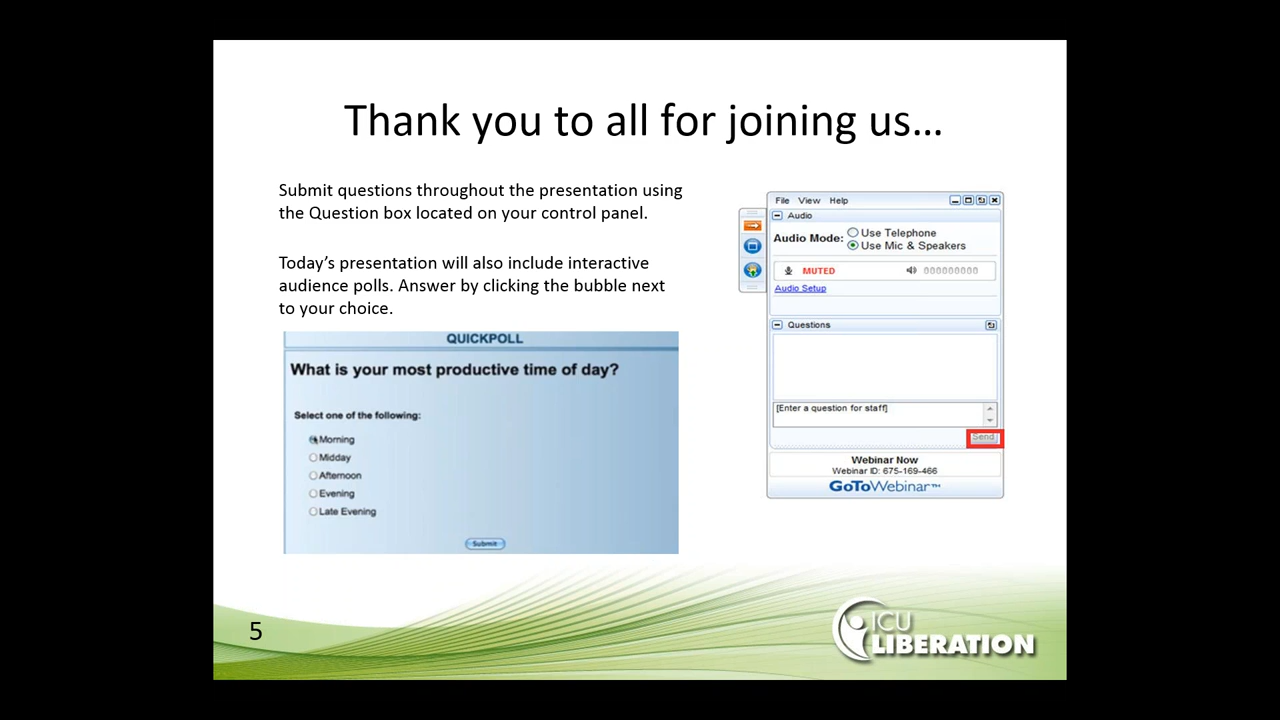 Thank you to all for joining us...
Submit questions throughout the presentation using
the Question box located on your control panel.
Today's presentation will also include interactive
audience polls. Answer by clicking the bubble next
to your choice.
QUICKPOLL
What is your most productive time of day?
Select one of the following:
Morning
Midday
Afternoon
Evening
Late Evening
Submit
File View Help
Audio
Audio Mode: Use Telephone
Use Mic & Speakers
MUTED
Audio Setup
Questions
[Enter a question for staff]
Send
Webinar Now
Webinar ID: 675-169-466
GoToWebinar™
5
ICU
LIBERATION